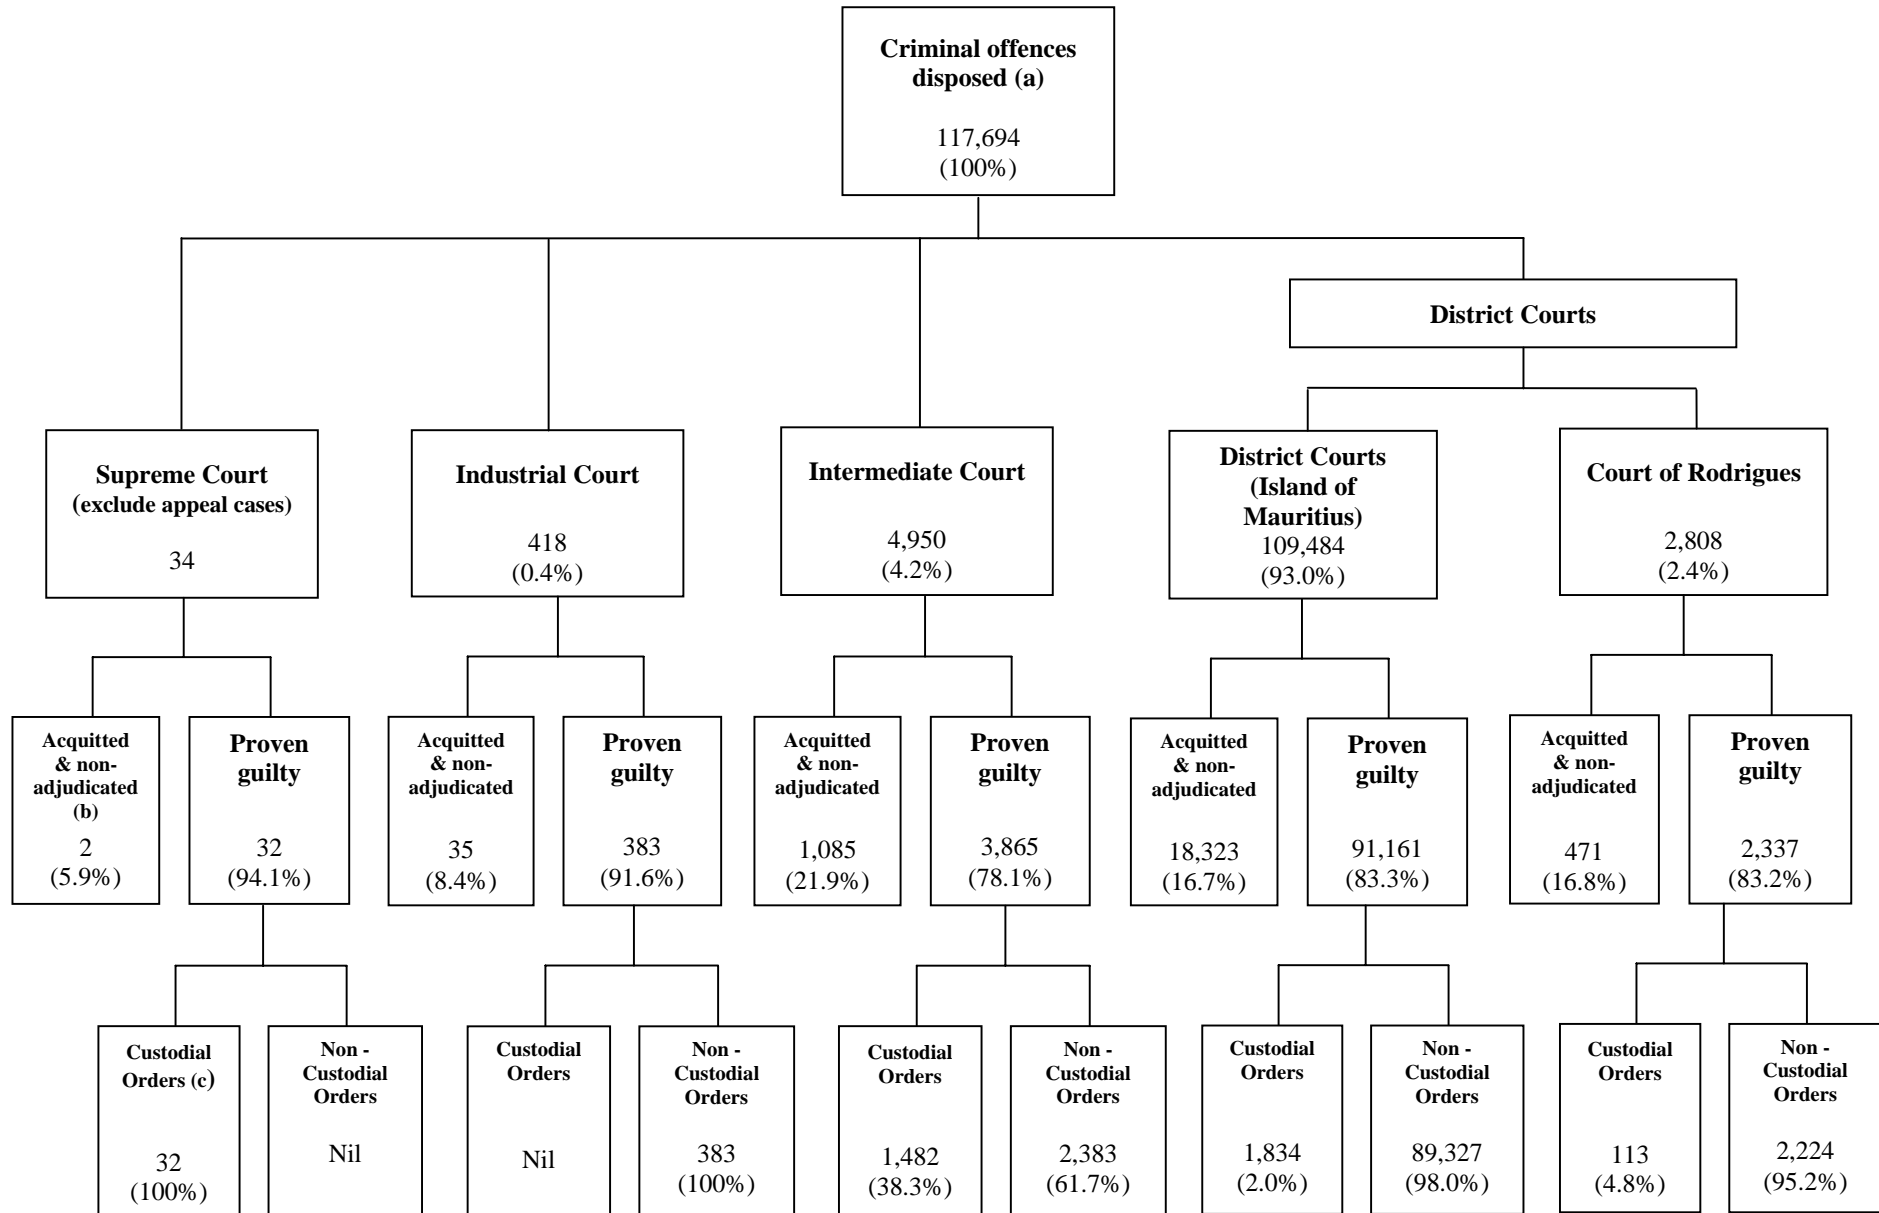 Criminal offences
disposed (a)
117,694
(100%)
District Courts
Supreme Court
(exclude appeal cases)
34
Industrial Court
418
(0.4%)
Intermediate Court
4,950
(4.2%)
District Courts
(Island of
Mauritius)
109,484
(93.0%)
Court of Rodrigues
2,808
(2.4%)
Acquitted
& non-
adjudicated
(b)
2
(5.9%)
Proven
guilty
32
(94.1%)
Acquitted
& non-
adjudicated
35
(8.4%)
Proven
guilty
383
(91.6%)
Acquitted
& non-
adjudicated
1,085
(21.9%)
Proven
guilty
3,865
(78.1%)
Acquitted
& non-
adjudicated
18,323
(16.7%)
Proven
guilty
91,161
(83.3%)
Acquitted
& non-
adjudicated
471
(16.8%)
Proven
guilty
2,337
(83.2%)
Custodial
Orders (c)
32
(100%)
Non -
Custodial
Orders
Nil
Custodial
Orders
Nil
Non -
Custodial
Orders
383
(100%)
Custodial
Orders
1,482
(38.3%)
Non -
Custodial
Orders
2,383
(61.7%)
Custodial
Orders
1,834
(2.0%)
Non -
Custodial
Orders
89,327
(98.0%)
Custodial
Orders
113
(4.8%)
Non -
Custodial
Orders
2,224
(95.2%)